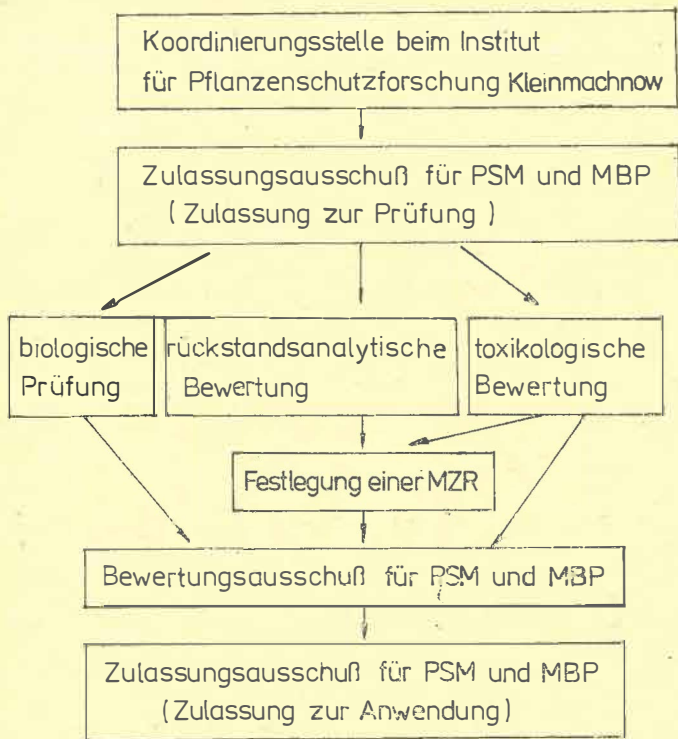 Koordinierungsstelle beim Institut
für Pflanzenschutzforschung Kleinmachnow
Zulassungsausschuß für PSM und MBP
( Zulassung zur Prüfung )
biologische
Prüfung
rückstandsanalytische
Bewertung
toxikologische
Bewertung
Festlegung einer MZR
Bewertungsausschuß für PSM und MBP
Zulassungsausschuß für PSM und MBP
(Zulassung zur Anwendung)